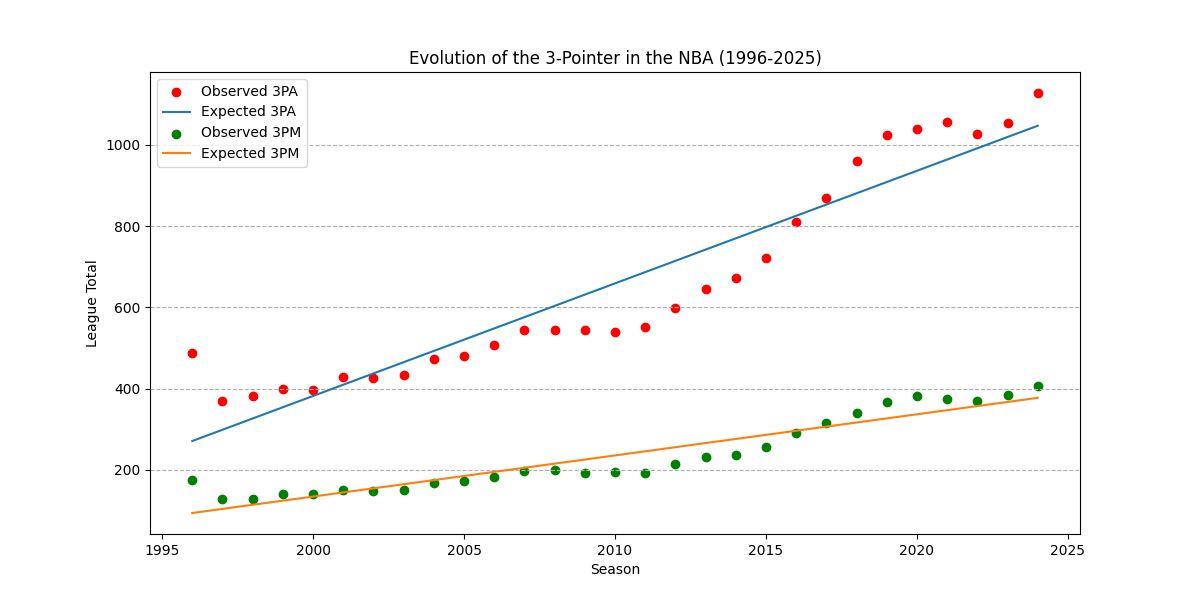 Evolution of the 3-Pointer in the NBA (1996-2025)
Observed 3PA
Expected 3PA
Observed 3PM
Expected 3PM
League Total
1000
800
600
400
200
1995 2000 2005 2010 2015 2020 2025
Season